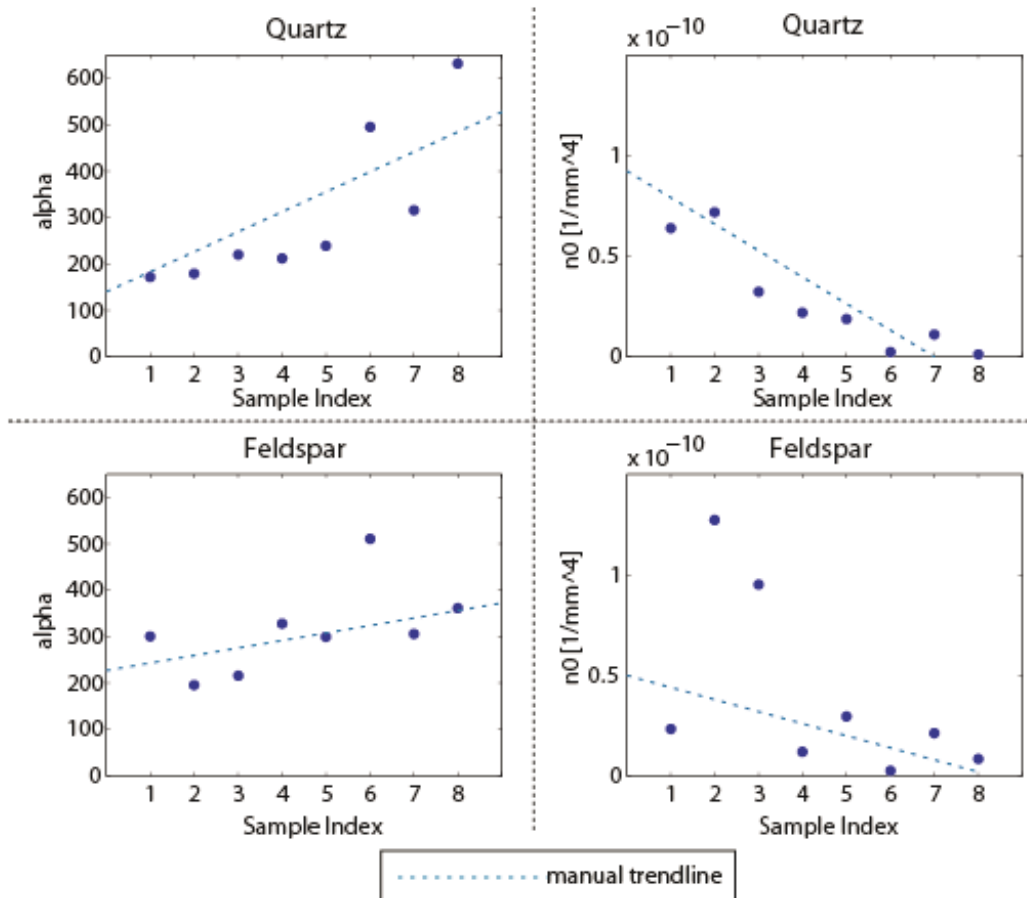 Quartz
600
500
400
300
200
100
0
alpha
1 2 3 4 5 6 7 8
Sample Index
x 10−10
Quartz
1
0.5
0
n0 [1/mm^4]
1 2 3 4 5 6 7 8
Sample Index
Feldspar
600
500
400
300
200
100
0
alpha
1 2 3 4 5 6 7 8
Sample Index
Feldspar
x 10−10
1
0.5
0
n0 [1/mm^4]
1 2 3 4 5 6 7 8
Sample Index
manual trendline